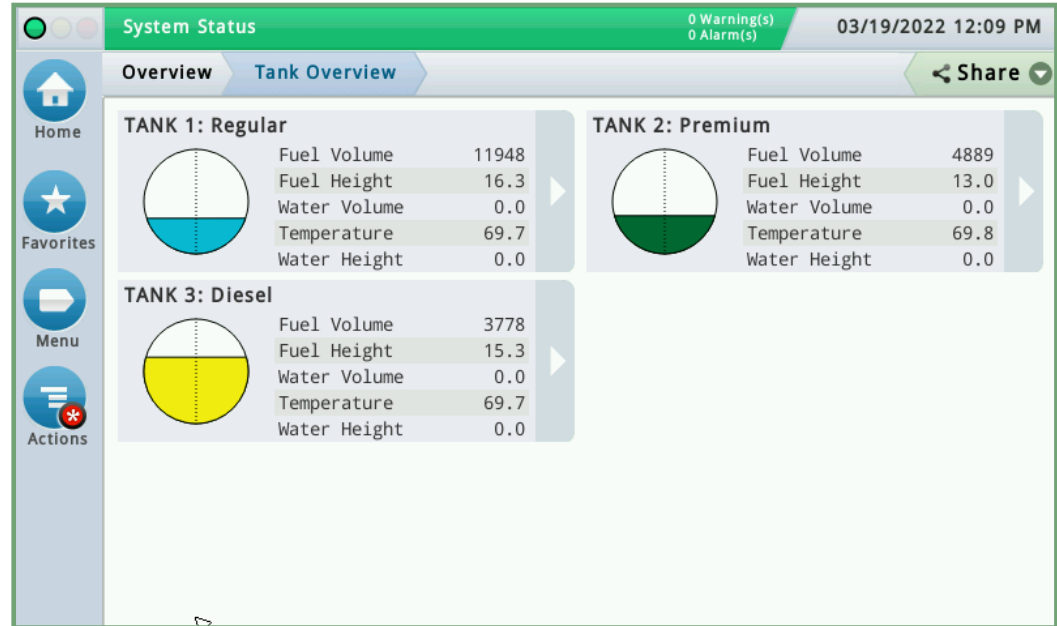 System Status
0 Warning(s)
0 Alarm(s)
03/19/2022 12:09 PM
Overview
Tank Overview
Share
Home
Favorites
Menu
Actions
TANK 1: Regular
Fuel Volume 11948
Fuel Height 16.3
Water Volume 0.0
Temperature 69.7
Water Height 0.0
TANK 2: Premium
Fuel Volume 4889
Fuel Height 13.0
Water Volume 0.0
Temperature 69.8
Water Height 0.0
TANK 3: Diesel
Fuel Volume 3778
Fuel Height 15.3
Water Volume 0.0
Temperature 69.7
Water Height 0.0